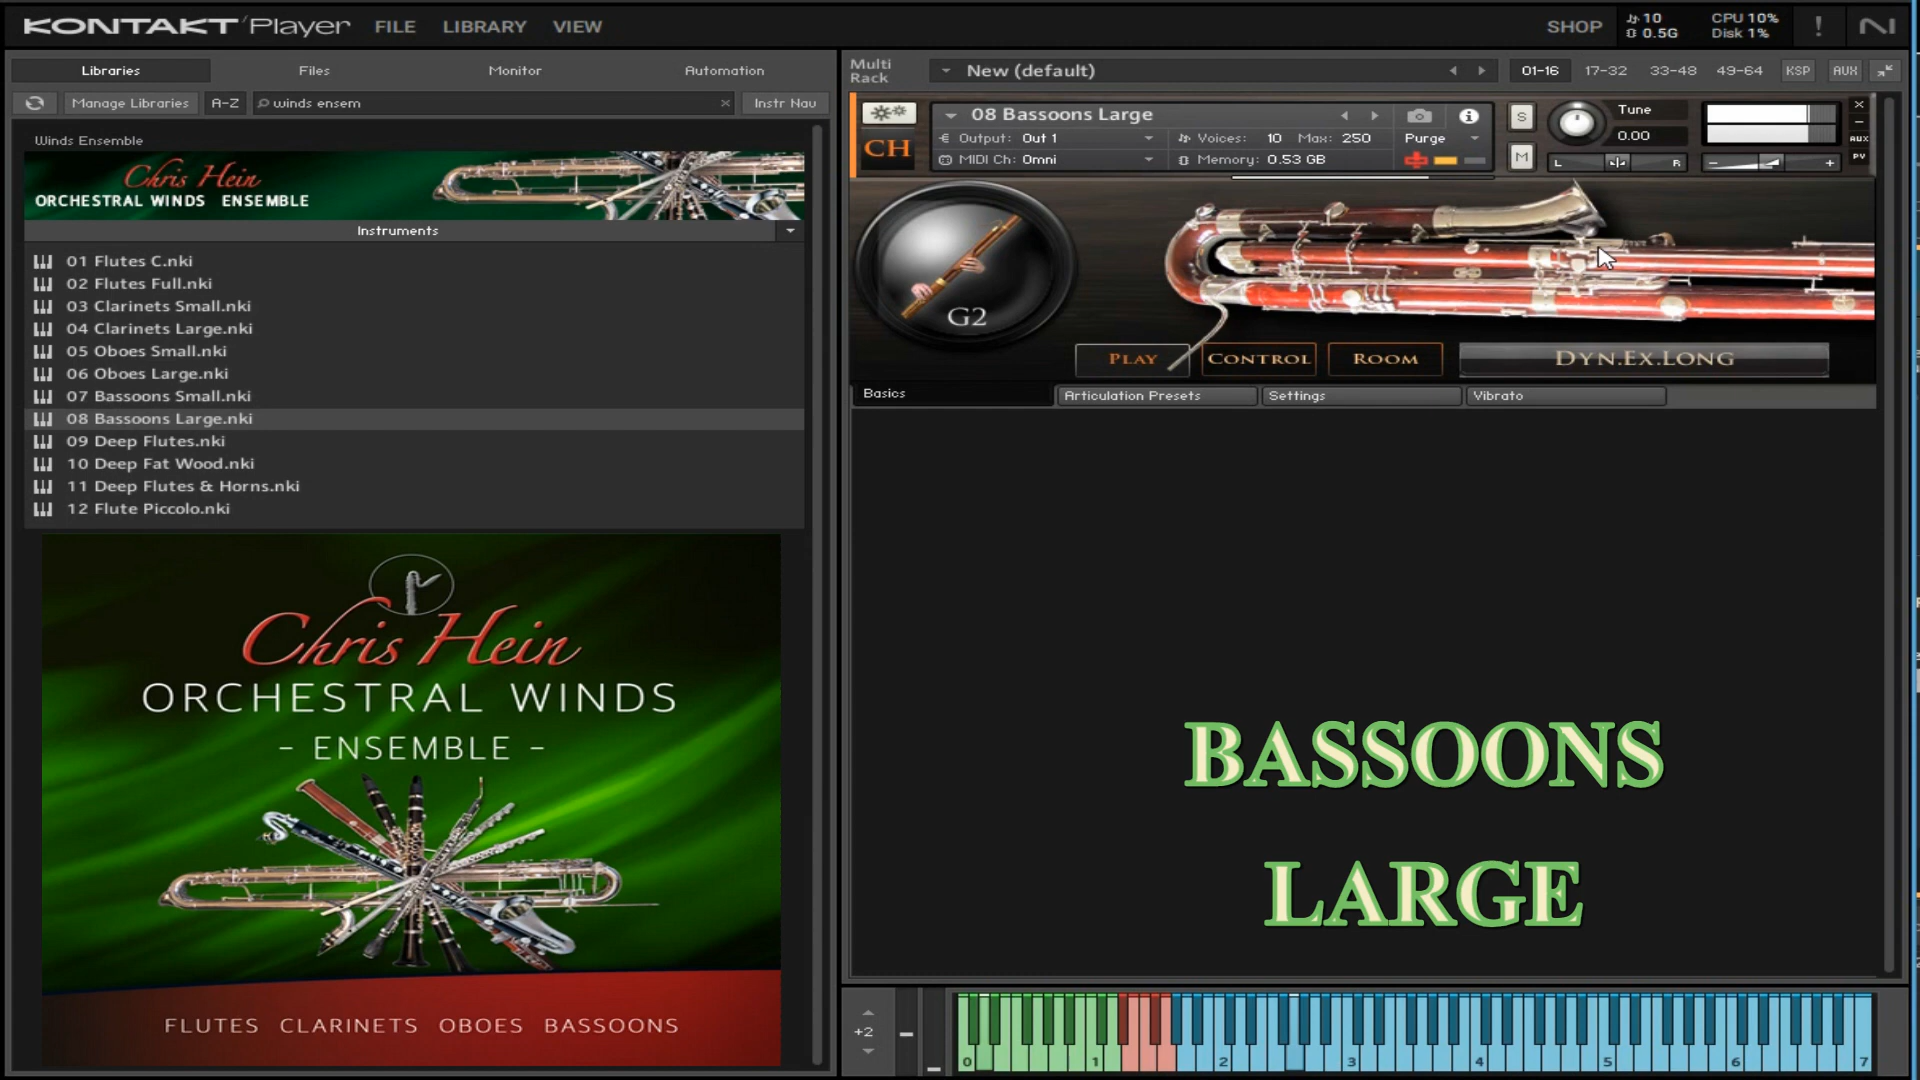 KONTAKT 'Player FILE LIBRARY VIEW
SHOP 10 0.5G CPU 10% Disk 1% !
Libraries Files Monitor Automation
Manage Libraries A-Z winds ensem × Instr Nav
Winds Ensemble
Chris Hein
ORCHESTRAL WINDS ENSEMBLE
Instruments
01 Flutes C.nki
02 Flutes Full.nki
03 Clarinets Small.nki
04 Clarinets Large.nki
05 Oboes Small.nki
06 Oboes Large.nki
07 Bassoons Small.nki
08 Bassoons Large.nki
09 Deep Flutes.nki
10 Deep Fat Wood.nki
11 Deep Flutes & Horns.nki
12 Flute Piccolo.nki
Chris Hein
ORCHESTRAL WINDS
- ENSEMBLE -
FLUTES CLARINETS OBOES BASSOONS
Multi Rack New (default) 01-16 17-32 33-48 49-64 KSP AUX
08 Bassoons Large
CH
Output: Out 1 Voices: 10 Max: 250 Purge
MIDI Ch: Omni Memory: 0.53 GB
S
M
Tune
0.00
L R - +
×
-
AUX
PV
G2
PLAY CONTROL ROOM DYN.EX.LONG
Basics Articulation Presets Settings Vibrato
BASSOONS
LARGE
+2
0 1 2 3 4 5 6 7